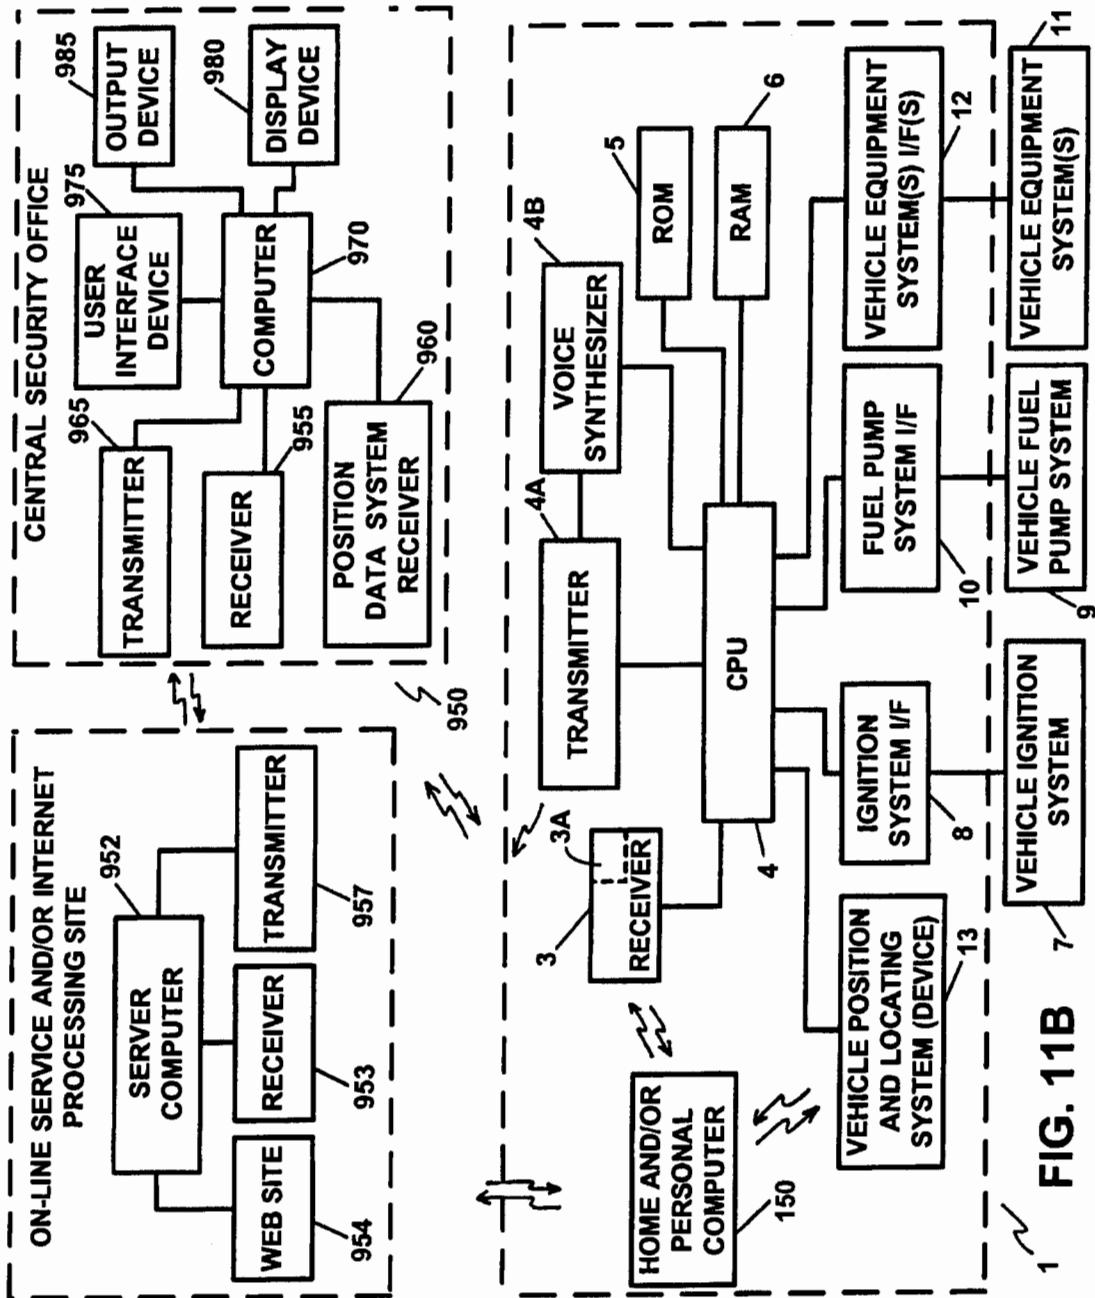 ON-LINE SERVICE AND/OR INTERNET
PROCESSING SITE
952
SERVER
COMPUTER
WEB SITE
954
RECEIVER
953
TRANSMITTER
957
CENTRAL SECURITY OFFICE
965
TRANSMITTER
RECEIVER
955
POSITION
DATA SYSTEM
RECEIVER
960
975
USER
INTERFACE
DEVICE
COMPUTER
970
985
OUTPUT
DEVICE
980
DISPLAY
DEVICE
950
HOME AND/OR
PERSONAL
COMPUTER
150
3
3A
RECEIVER
4A
TRANSMITTER
4B
VOICE
SYNTHESIZER
5
ROM
6
RAM
CPU
4
VEHICLE POSITION
AND LOCATING
SYSTEM (DEVICE)
13
IGNITION
SYSTEM I/F
8
FUEL PUMP
SYSTEM I/F
10
VEHICLE EQUIPMENT
SYSTEM(S) I/F(S)
12
VEHICLE IGNITION
SYSTEM
7
VEHICLE FUEL
PUMP SYSTEM
9
VEHICLE EQUIPMENT
SYSTEM(S)
11
1
FIG. 11B